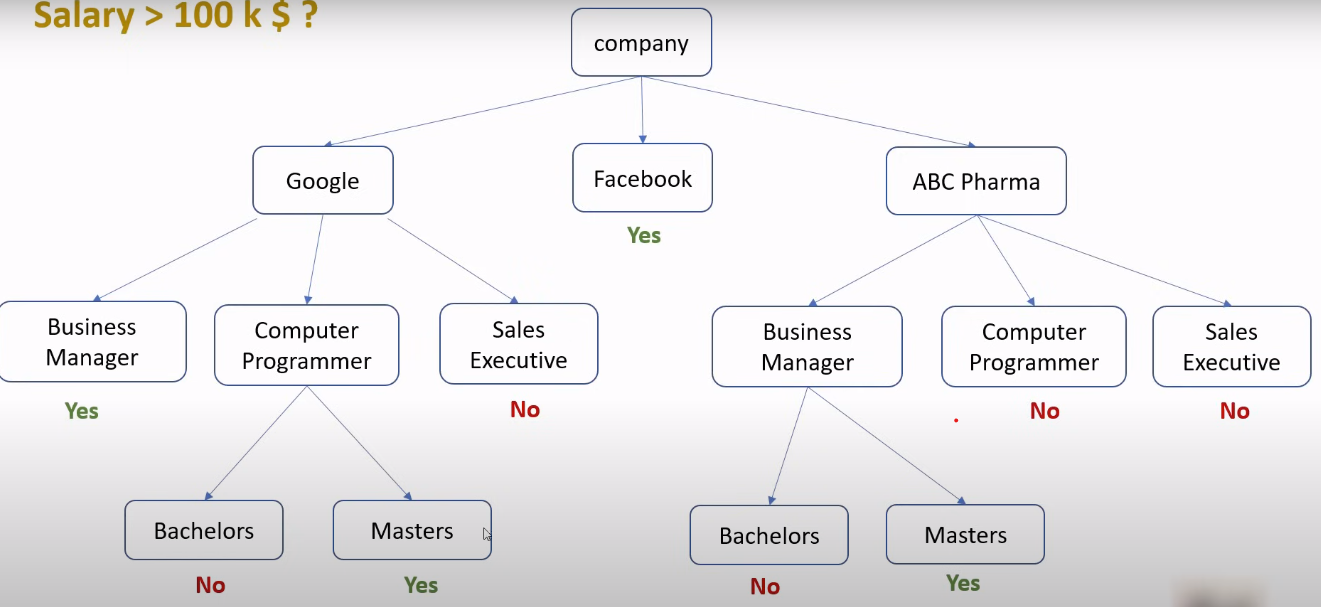 Salary > 100 k $ ?
company
Google
Facebook
ABC Pharma
Yes
Business
Manager
Computer
Programmer
Sales
Executive
Business
Manager
Computer
Programmer
Sales
Executive
Yes
No
No
No
Bachelors
Masters
Bachelors
Masters
No
Yes
No
Yes